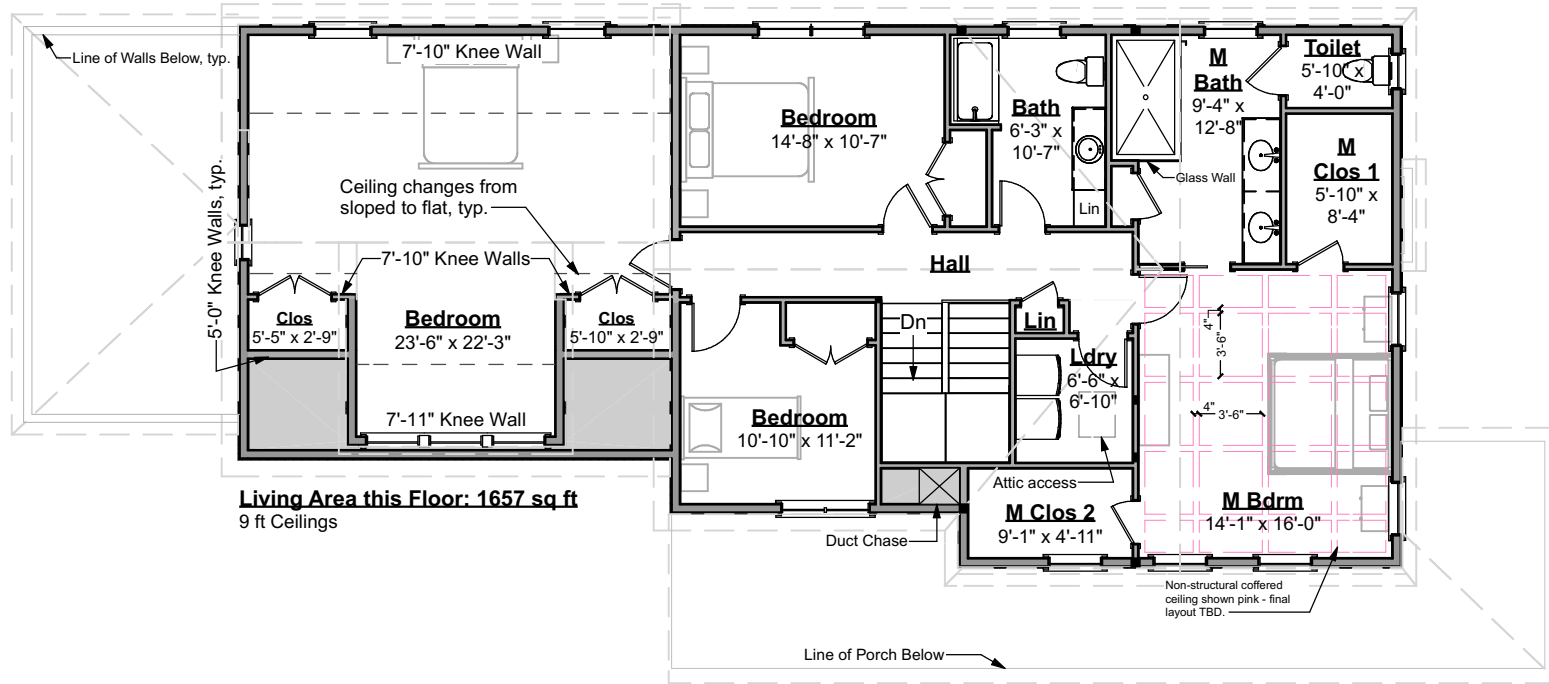 Line of Walls Below, typ.
7'-10" Knee Wall
Bedroom
14'-8" x 10'-7"
Bath
6'-3" x
10'-7"
Lin
M
Bath
9'-4" x
12'-8"
Toilet
5'-10" x
4'-0"
M
Clos 1
5'-10" x
8'-4"
Glass Wall
Ceiling changes from
sloped to flat, typ.
5'-0" Knee Walls, typ.
7'-10" Knee Walls
Hall
Clos
5'-5" x 2'-9"
Bedroom
23'-6" x 22'-3"
Clos
5'-10" x 2'-9"
7'-11" Knee Wall
Bedroom
10'-10" x 11'-2"
Dn
Lin
Ldry
6'-6" x
6'-10"
4"
3'-6"
4"
3'-6"
Attic access
M Clos 2
9'-1" x 4'-11"
M Bdrm
14'-1" x 16'-0"
Living Area this Floor: 1657 sq ft
9 ft Ceilings
Duct Chase
Non-structural coffered
ceiling shown pink - final
layout TBD.
Line of Porch Below